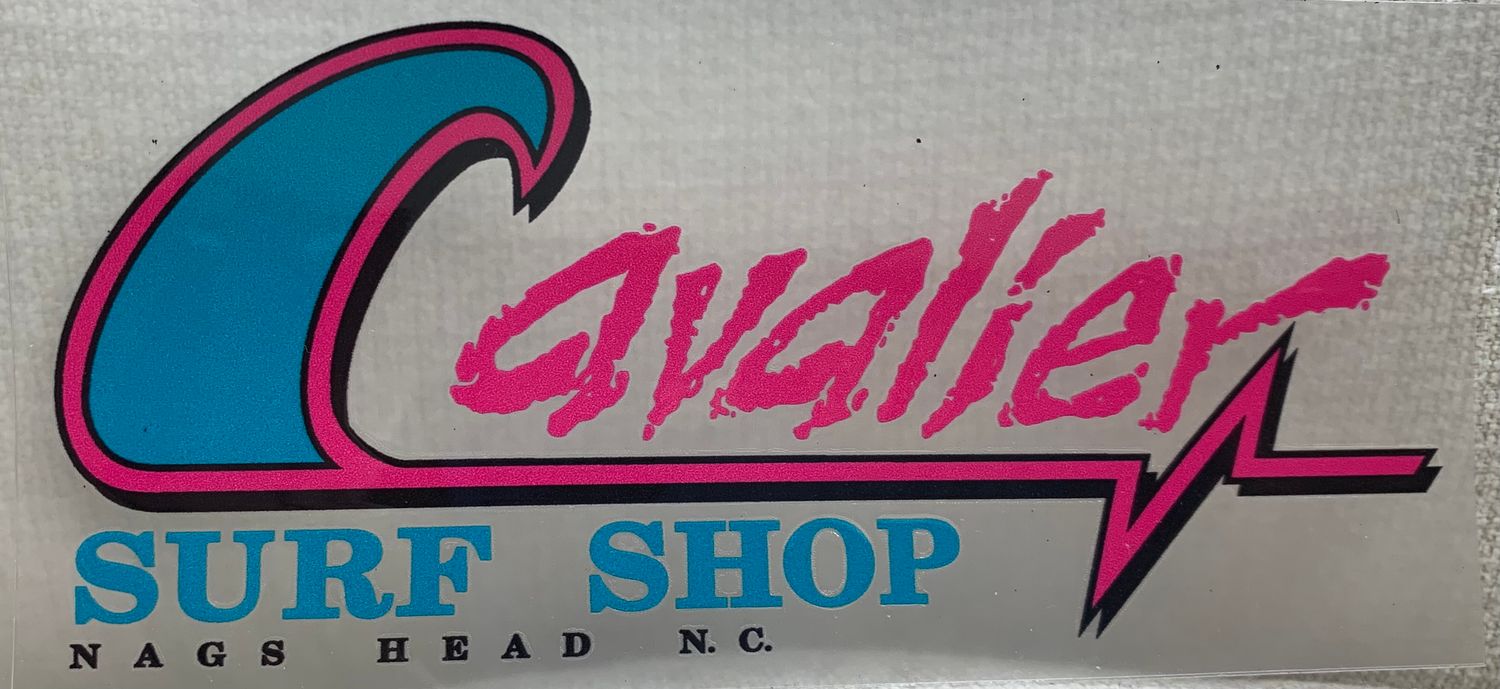 Cavalier
SURF SHOP
NAGS HEAD N.C.